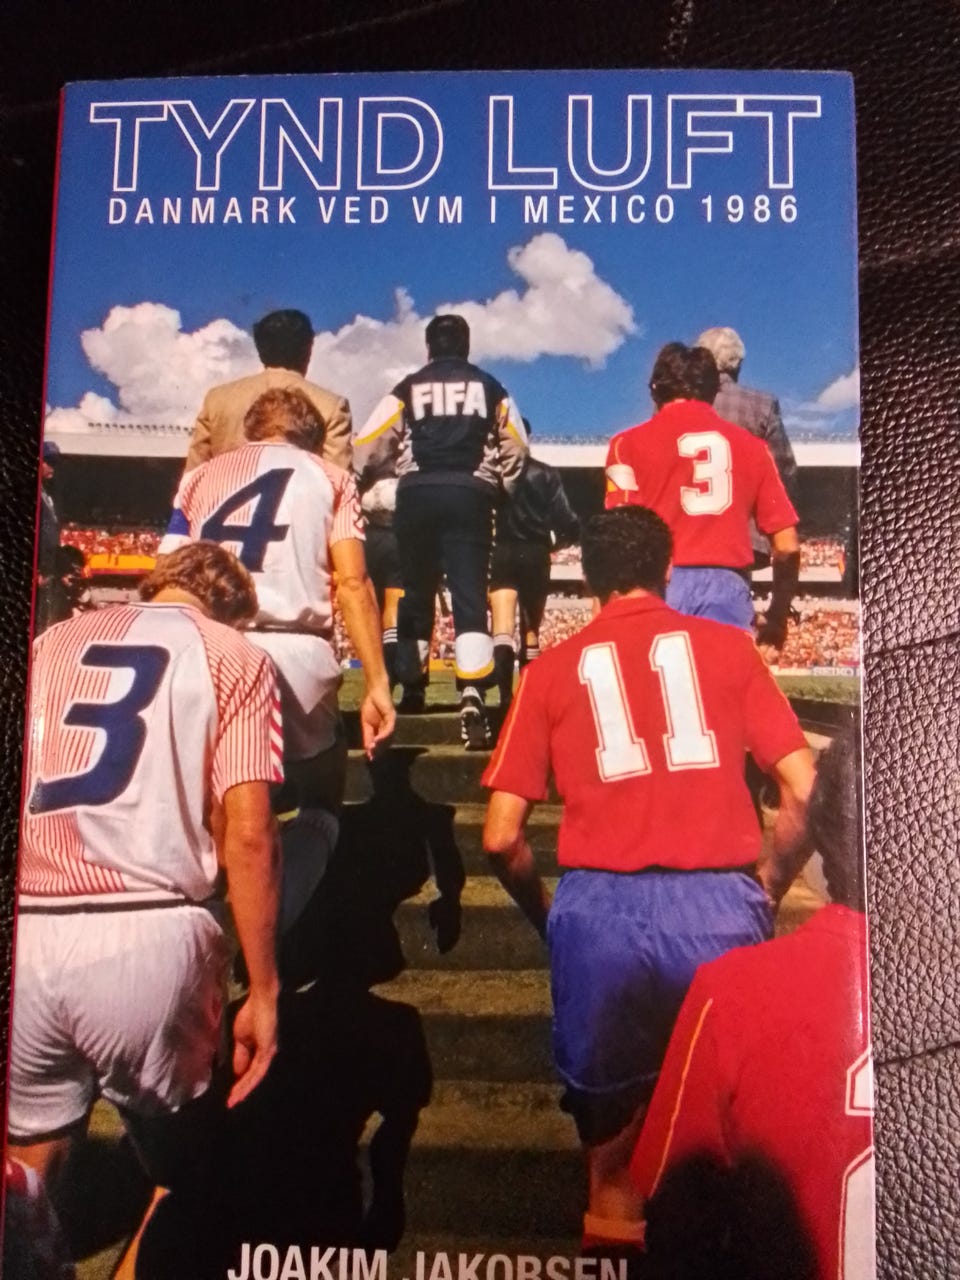 TYND LUFT
DANMARK VED VM I MEXICO 1986
FIFA
3
4
3
11
JOAKIM JAKOBSEN